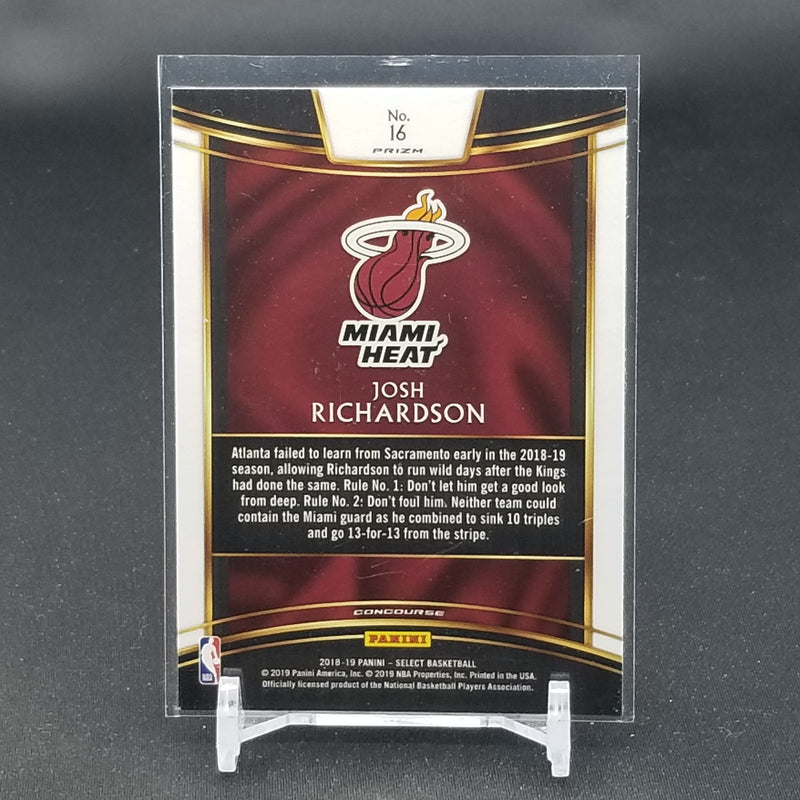 No.
16
PRIZM
MIAMI
HEAT
JOSH
RICHARDSON
Atlanta failed to learn from Sacramento early in the 2018-19
season, allowing Richardson to run wild days after the Kings
had done the same. Rule No. 1: Don't let him get a good look
from deep. Rule No. 2: Don't foul him. Neither team could
contain the Miami guard as he combined to sink 10 triples
and go 13-for-13 from the stripe.
CONCOURSE
PANINI
NBA
2018-19 PANINI – SELECT BASKETBALL
© 2019 Panini America, Inc. © 2019 NBA Properties, Inc. Printed in the USA.
Officially licensed product of the National Basketball Players Association.